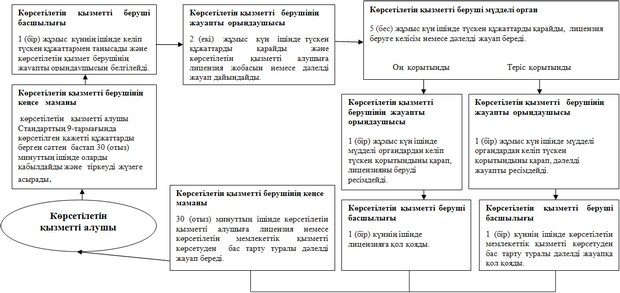 Көрсетілетін қызметті беруші
басшылығы
1 (бір) жұмыс күннің ішінде келіп
түскен құжаттармен танысады және
көрсетілетін қызмет берушінің
жауапты орындаушысын белгілейді.
Көрсетілетін қызметті берушінің
жауапты орындаушысы
2 (екі) жұмыс күн ішінде түскен
құжаттарды қарайды және
көрсетілетін қызметті алушыға
лицензия жобасын немесе дәлелді
жауап дайындайды.
Көрсетілетін қызметті беруші мүдделі орган
5 (бес) жұмыс күн ішінде түскен құжаттарды қарайды, лицензия
беруге келісім немесе дәлелді жауап береді.
Оң қорытынды
Теріс қорытынды
Көрсетілетін қызметті берушінің
кеңсе маманы
көрсетілетін қызметті алушы
Стандарттың 9-тармағында
көрсетілген қажетті құжаттарды
берген сәттен бастап 30 (отыз)
минуттың ішінде оларды
қабылдайды және тіркеуді жүзеге
асырады.
Көрсетілетін қызметті
берушінің жауапты
орындаушысы
1 (бір) жұмыс күн ішінде
мүдделі органдардан келіп
түскен қорытындыны қарап,
лицензияны беруді
ресімдейді.
Көрсетілетін қызметті берушінің
жауапты орындаушысы
1 (бір) жұмыс күн ішінде мүдделі
органдардан келіп түскен
қорытындыны қарап, дәлелді
жауапты ресімдейді.
Көрсетілетін
қызметті алушы
Көрсетілетін қызметті берушінің кеңсе
маманы
30 (отыз) минуттың ішінде көрсетілетін
қызметті алушыға лицензия немесе
көрсетілетін мемлекеттік қызметті
көрсетуден бас тарту туралы дәлелді
жауап береді.
Көрсетілетін қызметті беруші
басшылығы
1 (бір) күннің ішінде
лицензияға қол қояды.
Көрсетілетін қызметті беруші
басшылығы
1 (бір) күннің ішінде көрсетілетін
мемлекеттік қызметті көрсетуден
бас тарту туралы дәлелді жауапқа
қол қояды.